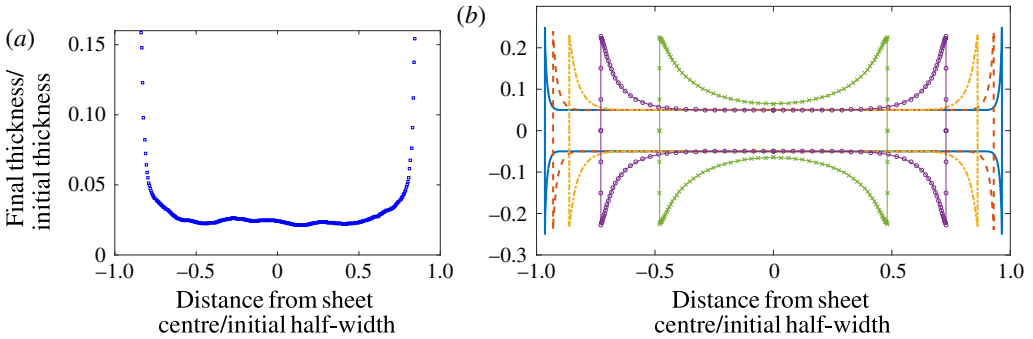 (a)
0.15
0.10
0.05
0
Final thickness/
initial thickness
−1.0 −0.5 0 0.5 1.0
Distance from sheet
centre/initial half-width
(b)
0.2
0.1
0
−0.1
−0.2
−0.3
−1.0 −0.5 0 0.5 1.0
Distance from sheet
centre/initial half-width